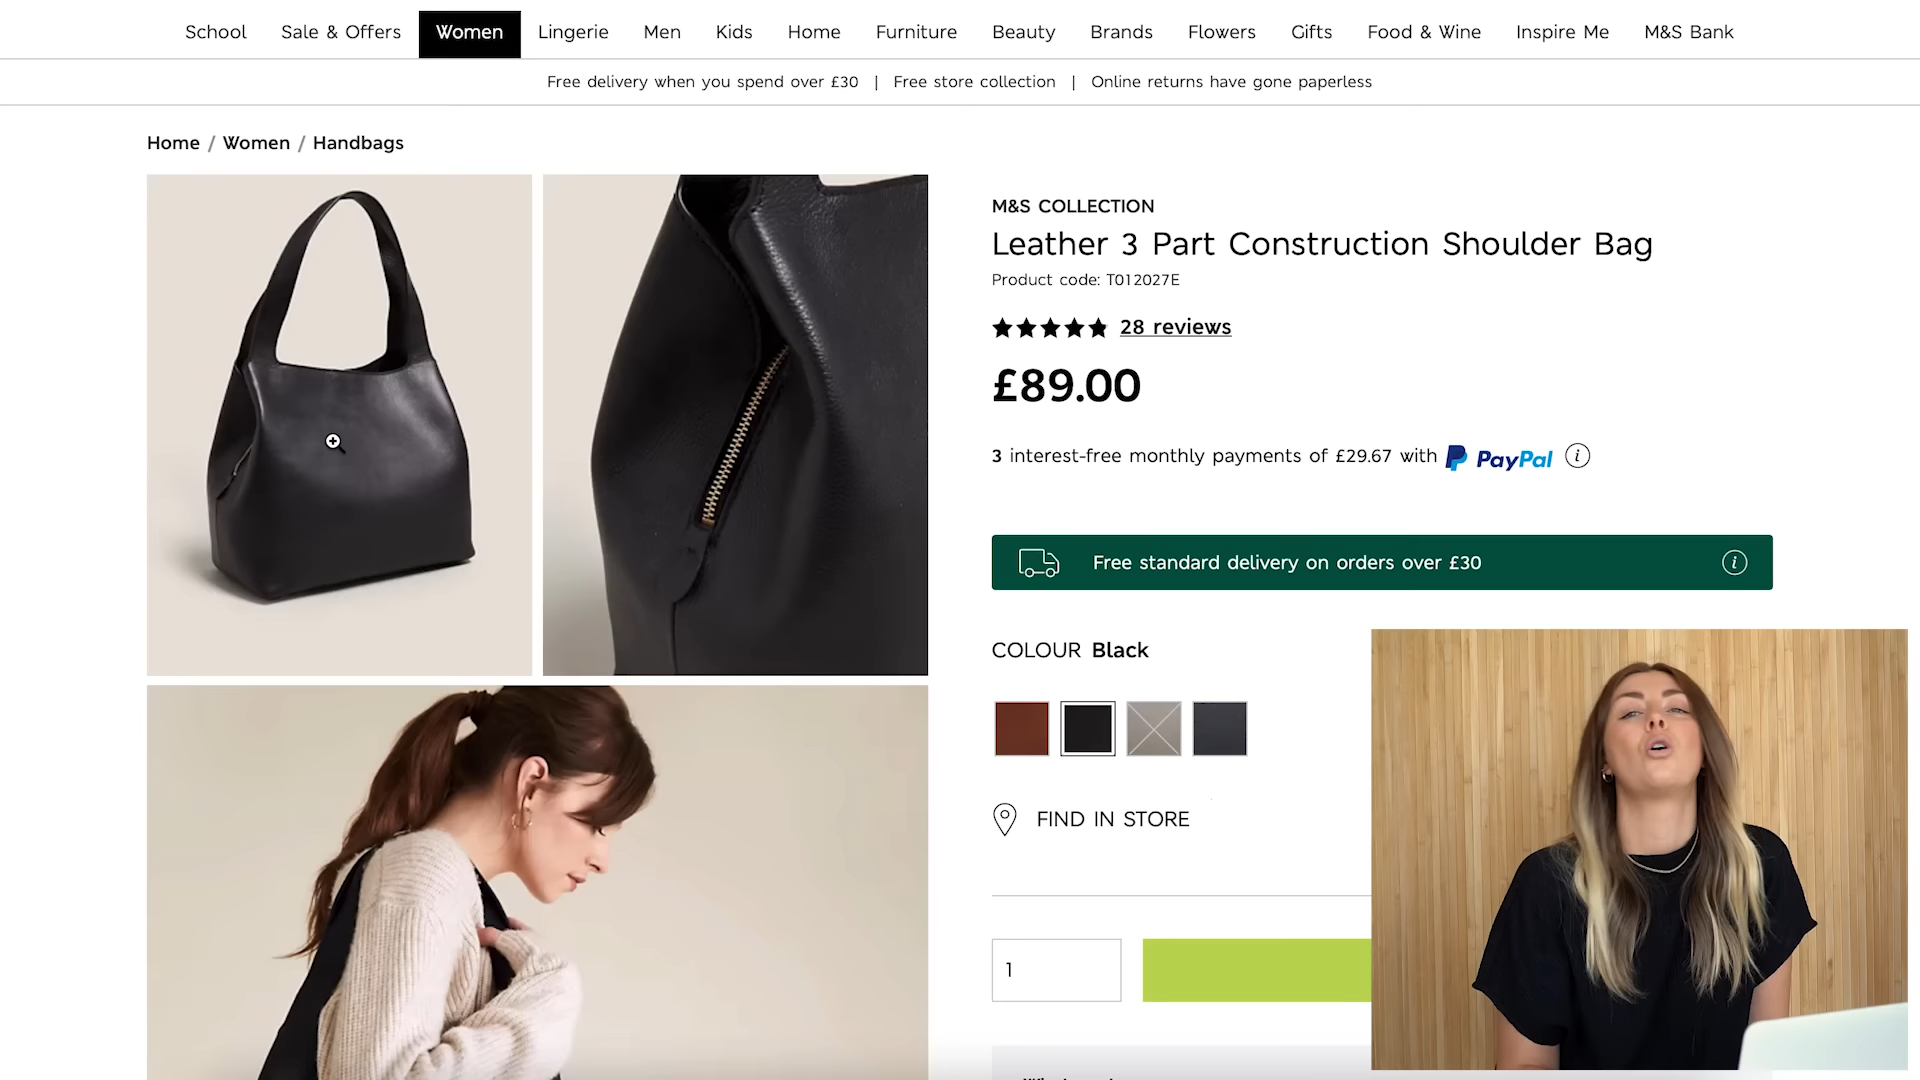 School Sale & Offers Women Lingerie Men Kids Home Furniture Beauty Brands Flowers Gifts Food & Wine Inspire Me M&S Bank
Free delivery when you spend over £30 | Free store collection | Online returns have gone paperless
Home / Women / Handbags
M&S COLLECTION
Leather 3 Part Construction Shoulder Bag
Product code: T012027E
28 reviews
£89.00
3 interest-free monthly payments of £29.67 with PayPal
Free standard delivery on orders over £30
COLOUR Black
FIND IN STORE
1